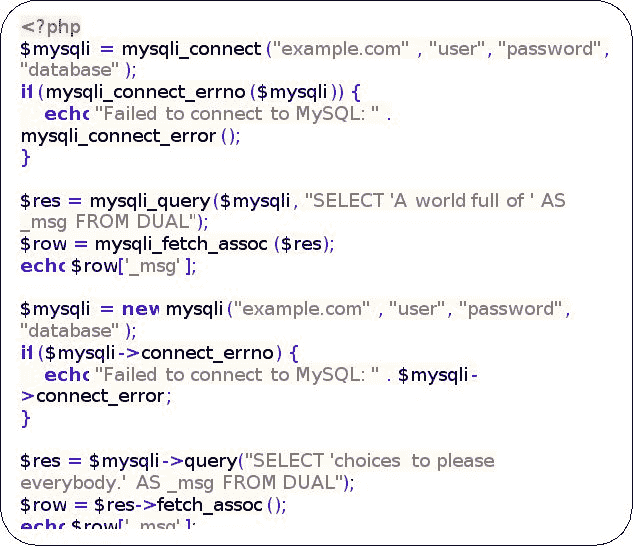 <?php
$mysqli = mysqli_connect("example.com", "user", "password",
"database");
if (mysqli_connect_errno($mysqli)) {
    echo "Failed to connect to MySQL: " .
mysqli_connect_error();
}

$res = mysqli_query($mysqli, "SELECT 'A world full of ' AS
_msg FROM DUAL");
$row = mysqli_fetch_assoc($res);
echo $row['_msg'];

$mysqli = new mysqli("example.com", "user", "password",
"database");
if ($mysqli->connect_errno) {
    echo "Failed to connect to MySQL: " . $mysqli-
>connect_error;
}

$res = $mysqli->query("SELECT 'choices to please
everybody.' AS _msg FROM DUAL");
$row = $res->fetch_assoc();
echo $row['_msg'];